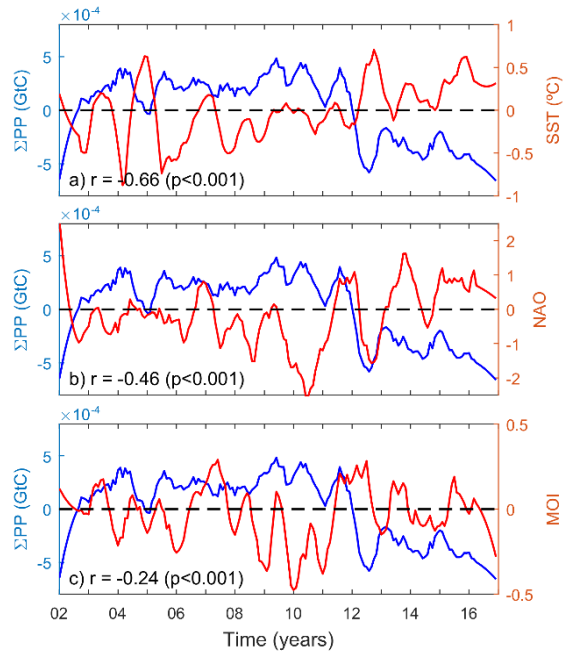 ×10⁻⁴
5
0
-5
ΣPP (GtC)
1
0.5
0
-0.5
-1
SST (ºC)
a) r = -0.66 (p<0.001)
×10⁻⁴
5
0
-5
ΣPP (GtC)
2
1
0
-1
-2
NAO
b) r = -0.46 (p<0.001)
×10⁻⁴
5
0
-5
ΣPP (GtC)
0.5
0
-0.5
MOI
c) r = -0.24 (p<0.001)
02 04 06 08 10 12 14 16
Time (years)